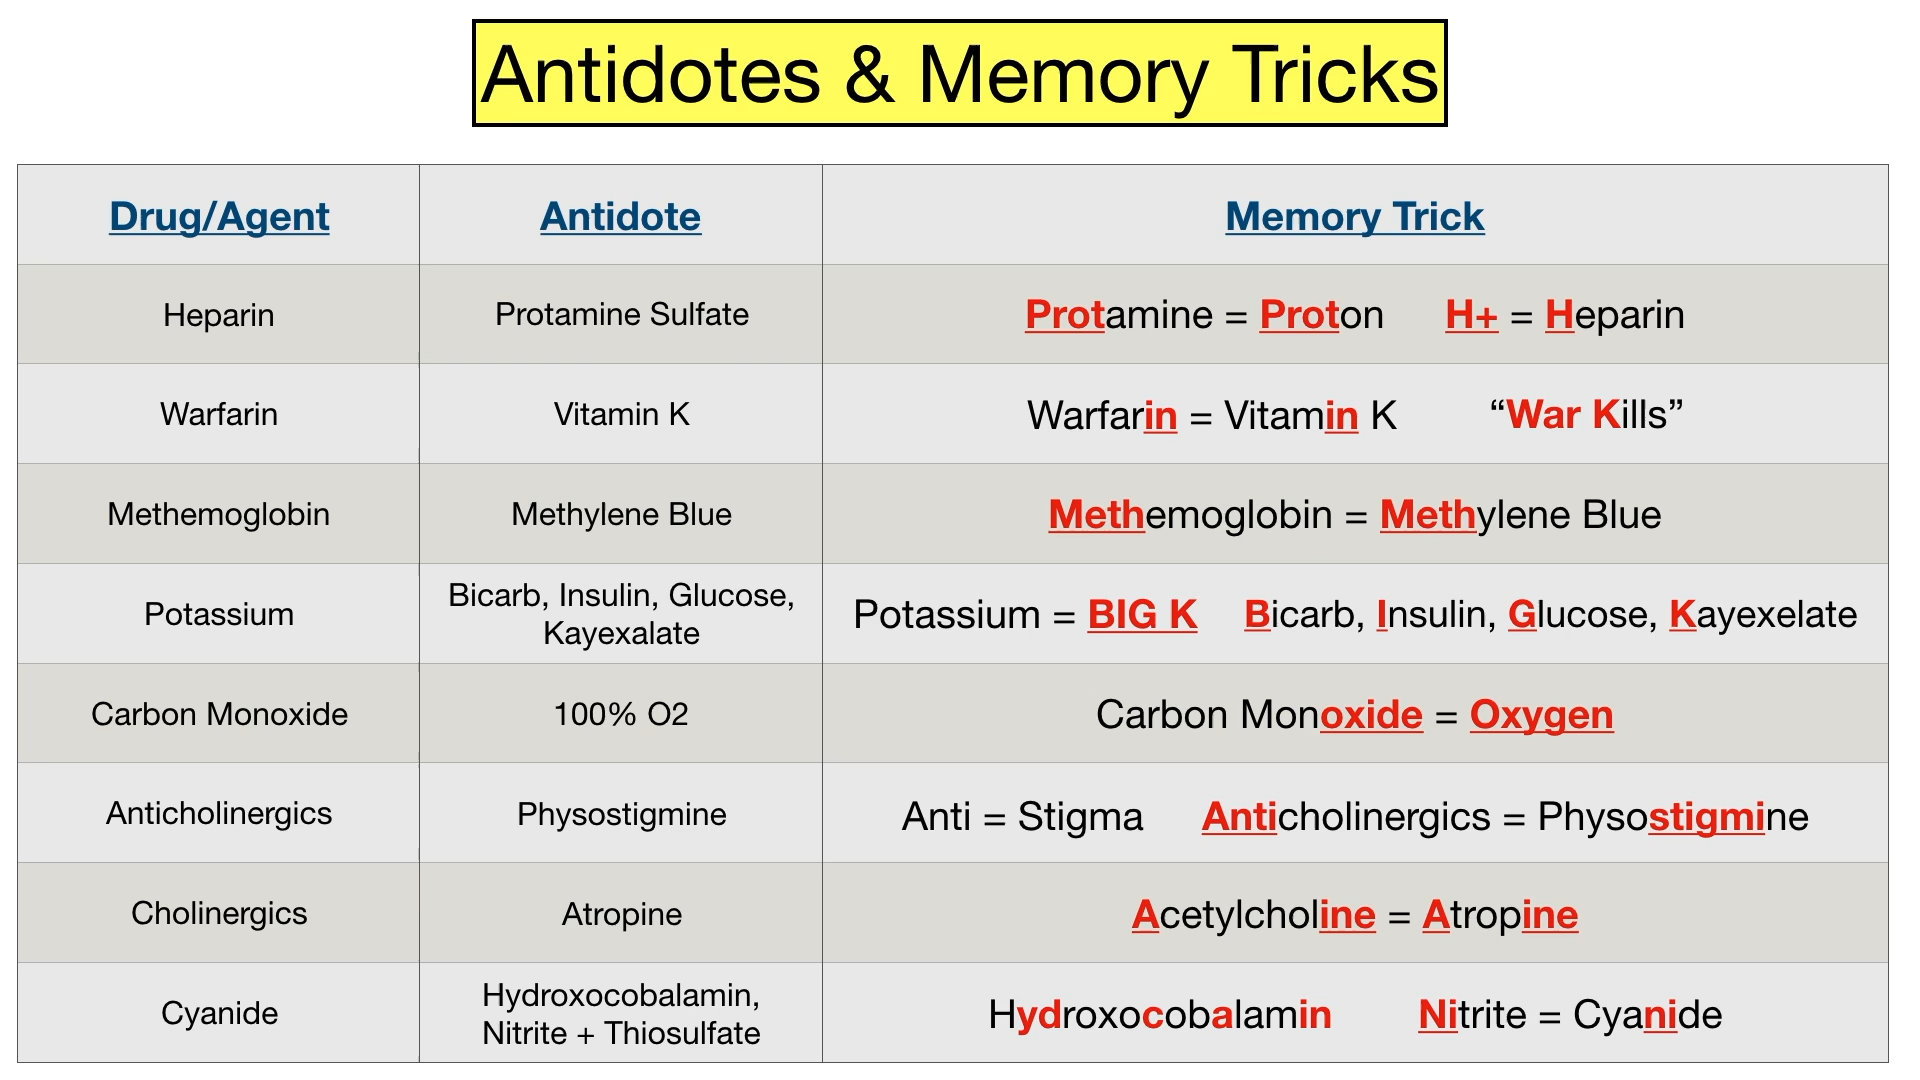 Antidotes & Memory Tricks
Drug/Agent Antidote Memory Trick
Heparin Protamine Sulfate Protamine = Proton H+ = Heparin
Warfarin Vitamin K Warfarin = Vitamin K “War Kills”
Methemoglobin Methylene Blue Methemoglobin = Methylene Blue
Potassium Bicarb, Insulin, Glucose,
Kayexalate Potassium = BIG K Bicarb, Insulin, Glucose, Kayexelate
Carbon Monoxide 100% O2 Carbon Monoxide = Oxygen
Anticholinergics Physostigmine Anti = Stigma Anticholinergics = Physostigmine
Cholinergics Atropine Acetylcholine = Atropine
Cyanide Hydroxocobalamin,
Nitrite + Thiosulfate Hydroxocobalamin Nitrite = Cyanide